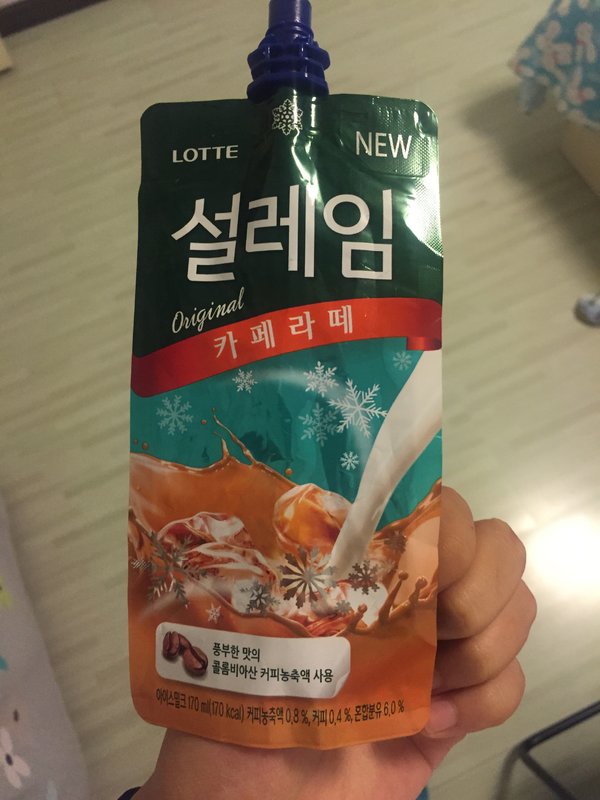 LOTTE
NEW
설레임
Original
카페라떼
풍부한 맛의
콜롬비아산 커피농축액 사용
아이스밀크 170 ml(170 kcal) 커피농축액 0.8 %, 커피 0.4 %, 혼합분유 6.0 %